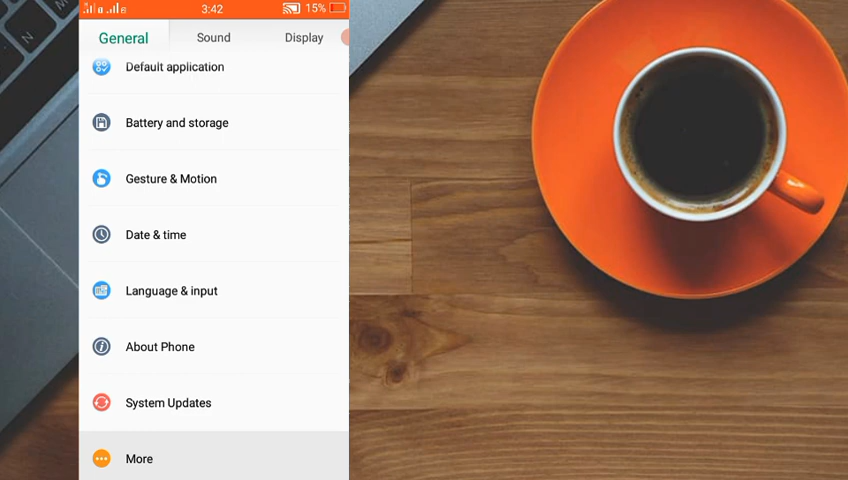 3:42 15%
General Sound Display
Default application
Battery and storage
Gesture & Motion
Date & time
Language & input
About Phone
System Updates
More